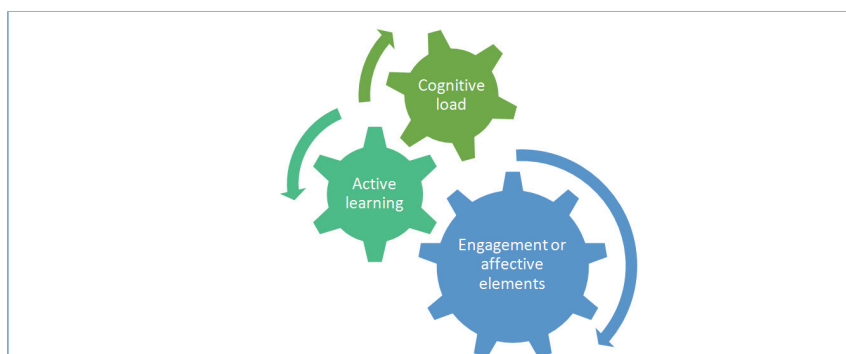 Cognitive
load
Active
learning
Engagement or
affective
elements